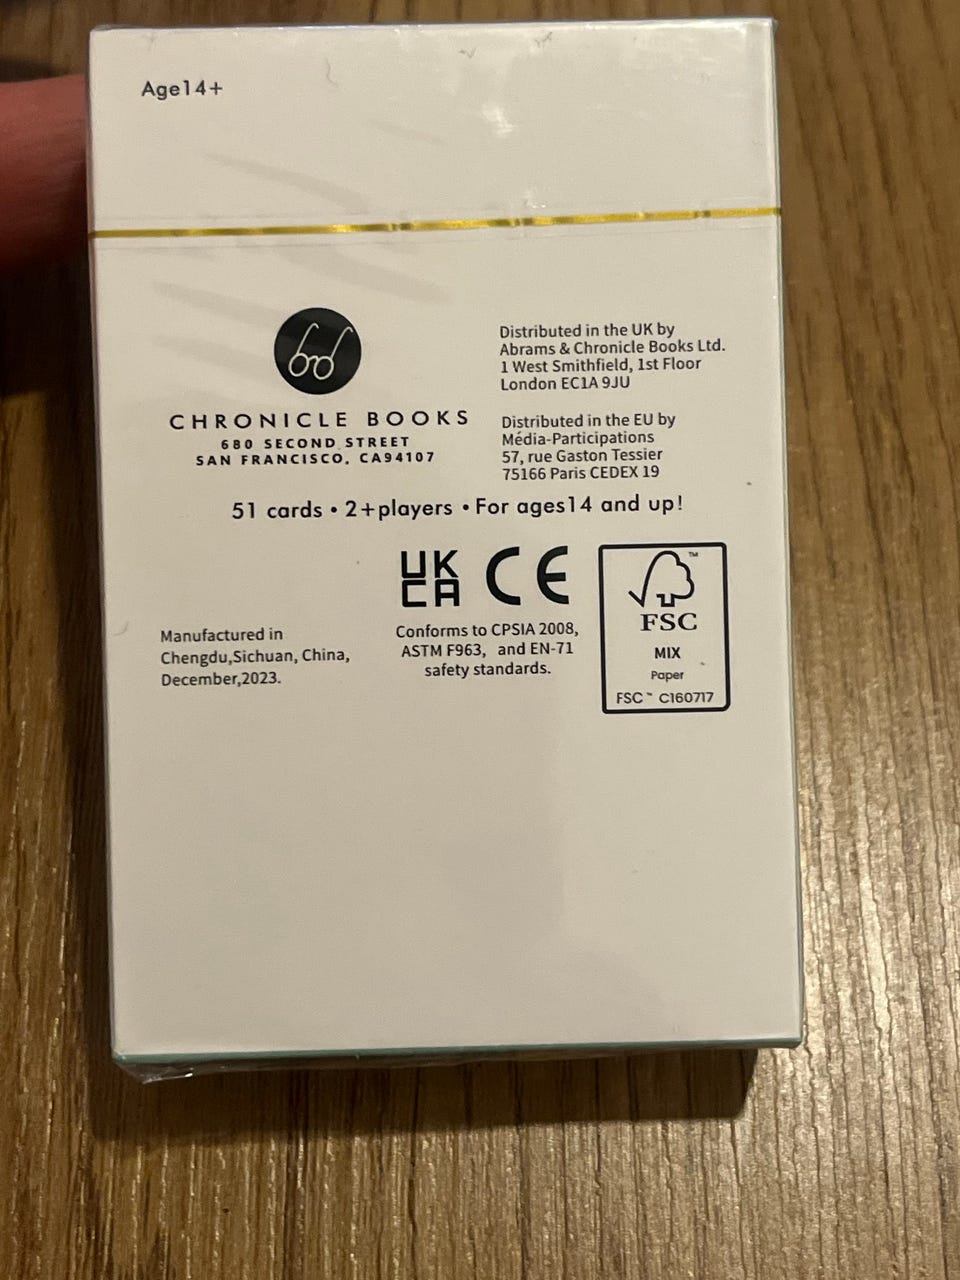 Age14+
CHRONICLE BOOKS
680 SECOND STREET
SAN FRANCISCO, CA94107
Distributed in the UK by
Abrams & Chronicle Books Ltd.
1 West Smithfield, 1st Floor
London EC1A 9JU
Distributed in the EU by
Média-Participations
57, rue Gaston Tessier
75166 Paris CEDEX 19
51 cards • 2+players • For ages14 and up!
Manufactured in
Chengdu,Sichuan, China,
December,2023.
UK
CA
CE
Conforms to CPSIA 2008,
ASTM F963, and EN-71
safety standards.
™
FSC
MIX
Paper
FSC™ C160717